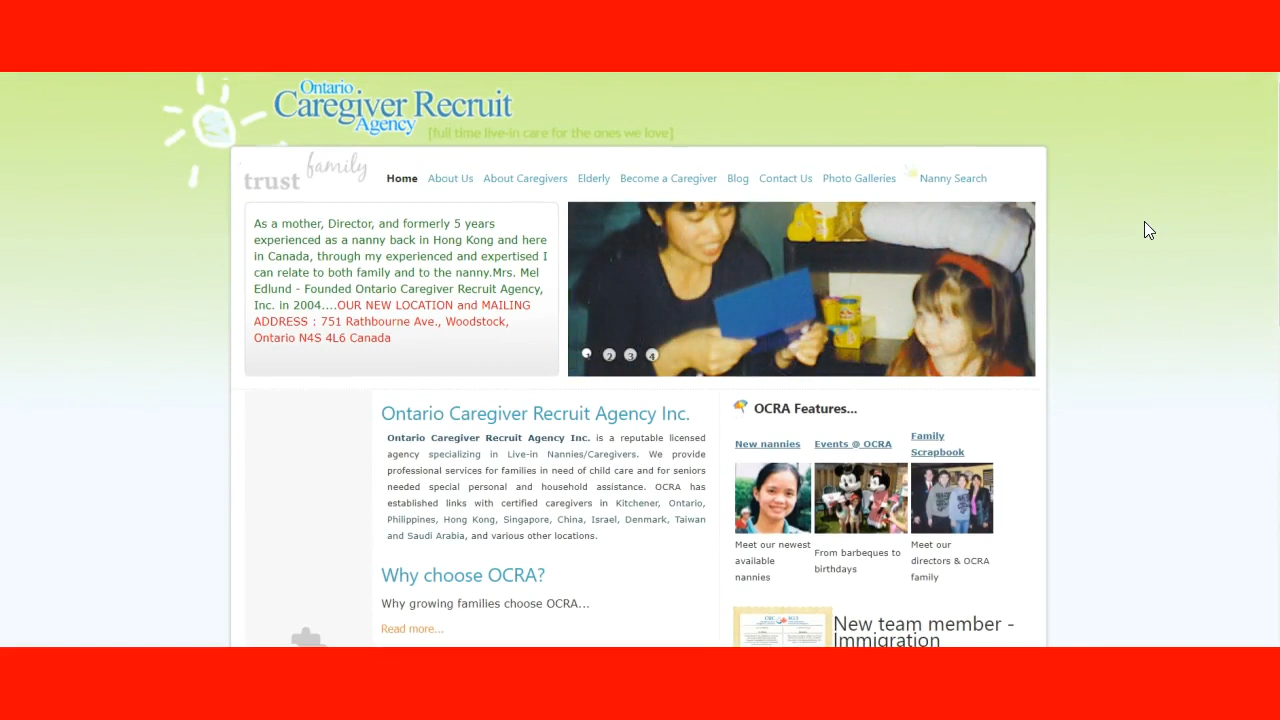 Ontario
Caregiver Recruit
Agency
[full time live-in care for the ones we love]
trust family
Home About Us About Caregivers Elderly Become a Caregiver Blog Contact Us Photo Galleries Nanny Search
As a mother, Director, and formerly 5 years
experienced as a nanny back in Hong Kong and here
in Canada, through my experienced and expertised I
can relate to both family and to the nanny.Mrs. Mel
Edlund - Founded Ontario Caregiver Recruit Agency,
Inc. in 2004....OUR NEW LOCATION and MAILING
ADDRESS : 751 Rathbourne Ave., Woodstock,
Ontario N4S 4L6 Canada
1 2 3 4
Ontario Caregiver Recruit Agency Inc.
Ontario Caregiver Recruit Agency Inc. is a reputable licensed
agency specializing in Live-in Nannies/Caregivers. We provide
professional services for families in need of child care and for seniors
needed special personal and household assistance. OCRA has
established links with certified caregivers in Kitchener, Ontario,
Philippines, Hong Kong, Singapore, China, Israel, Denmark, Taiwan
and Saudi Arabia, and various other locations.
Why choose OCRA?
Why growing families choose OCRA...
Read more...
OCRA Features...
New nannies
Events @ OCRA
Family
Scrapbook
Meet our newest
available
nannies
From barbeques to
birthdays
Meet our
directors & OCRA
family
New team member -
Immigration